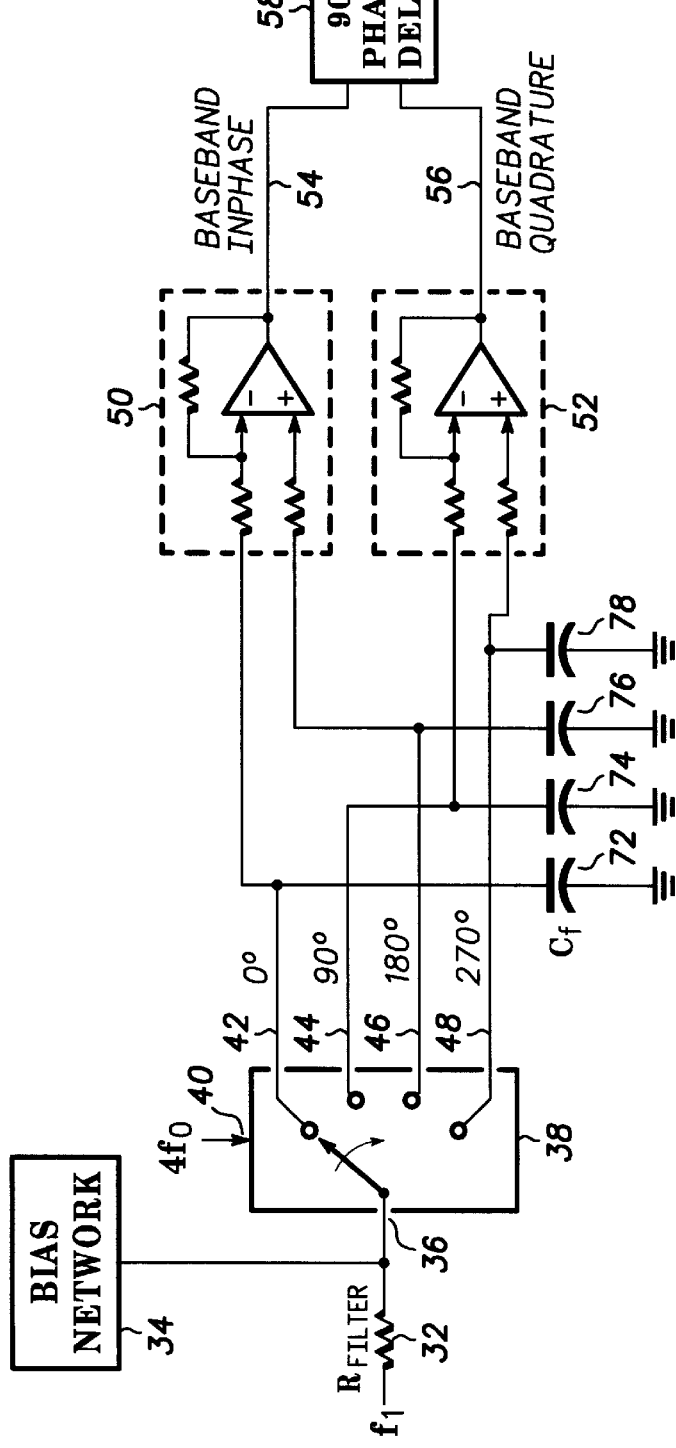 BIAS
NETWORK
34
4f0
40
RFILTER
f1
32
36
38
42
44
46
48
0°
90°
180°
270°
Cf
72
74
76
78
50
52
−
+
−
+
BASEBAND
INPHASE
54
56
BASEBAND
QUADRATURE
58
90
PHA
DEL